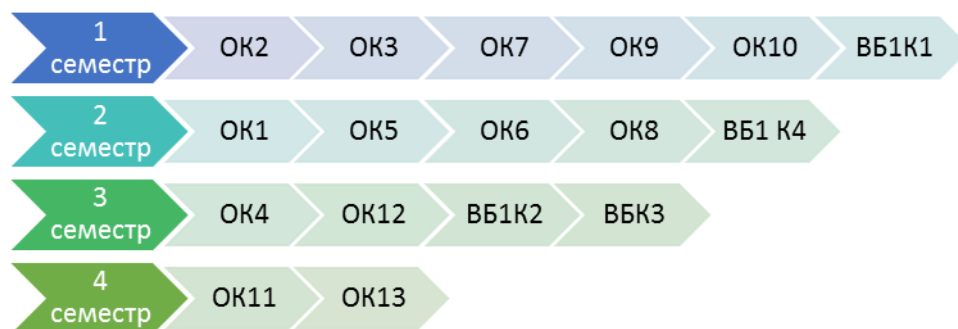 1 семестр ОК2 ОК3 ОК7 ОК9 ОК10 ВБ1К1
2 семестр ОК1 ОК5 ОК6 ОК8 ВБ1 К4
3 семестр ОК4 ОК12 ВБ1К2 ВБК3
4 семестр ОК11 ОК13